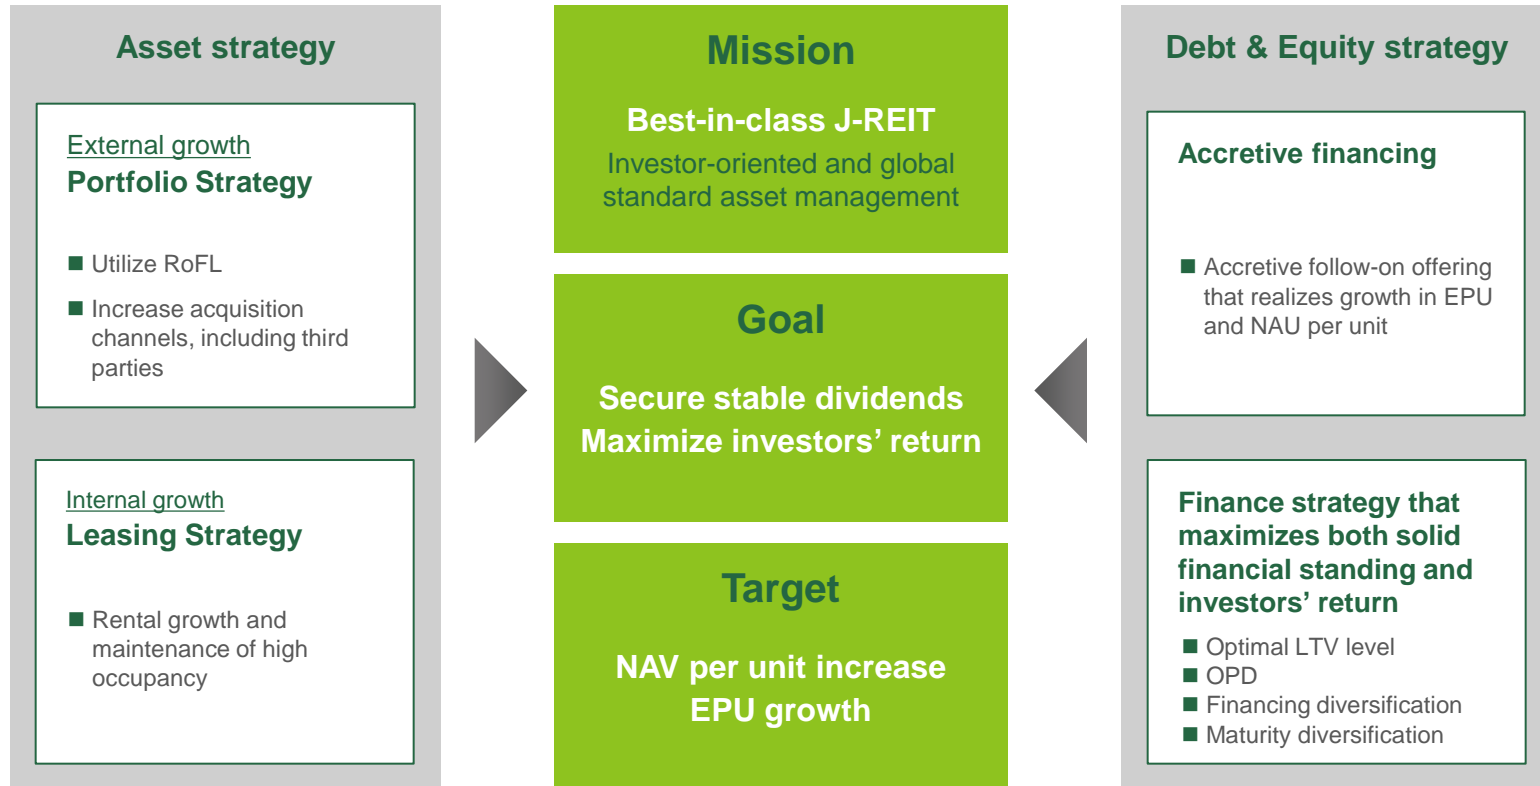 Asset strategy
External growth
Portfolio Strategy
■ Utilize RoFL
■ Increase acquisition
channels, including third
parties
Internal growth
Leasing Strategy
■ Rental growth and
maintenance of high
occupancy
Mission
Best-in-class J-REIT
Investor-oriented and global
standard asset management
Goal
Secure stable dividends
Maximize investors’ return
Target
NAV per unit increase
EPU growth
Debt & Equity strategy
Accretive financing
■ Accretive follow-on offering
that realizes growth in EPU
and NAU per unit
Finance strategy that
maximizes both solid
financial standing and
investors’ return
■ Optimal LTV level
■ OPD
■ Financing diversification
■ Maturity diversification